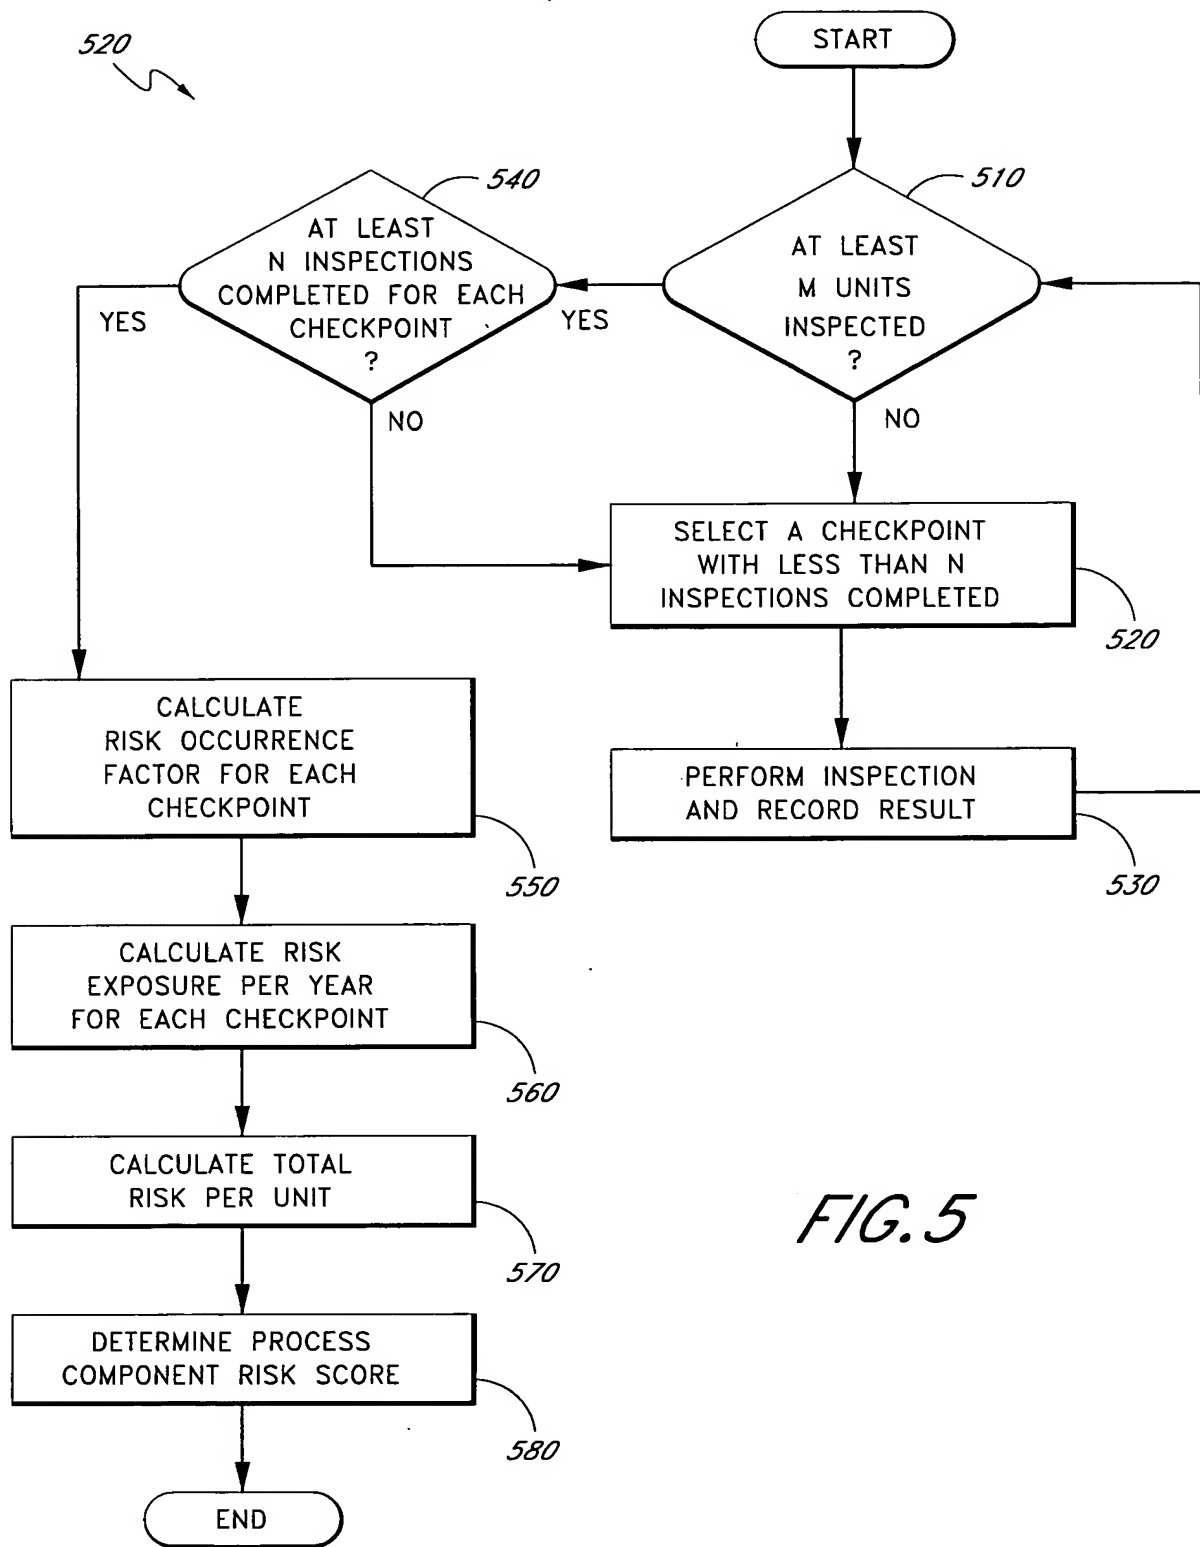 520
START
540
AT LEAST
N INSPECTIONS
COMPLETED FOR EACH
CHECKPOINT
?
510
AT LEAST
M UNITS
INSPECTED
?
YES
YES
NO
NO
SELECT A CHECKPOINT
WITH LESS THAN N
INSPECTIONS COMPLETED
520
CALCULATE
RISK OCCURRENCE
FACTOR FOR EACH
CHECKPOINT
550
PERFORM INSPECTION
AND RECORD RESULT
530
CALCULATE RISK
EXPOSURE PER YEAR
FOR EACH CHECKPOINT
560
CALCULATE TOTAL
RISK PER UNIT
570
FIG. 5
DETERMINE PROCESS
COMPONENT RISK SCORE
580
END